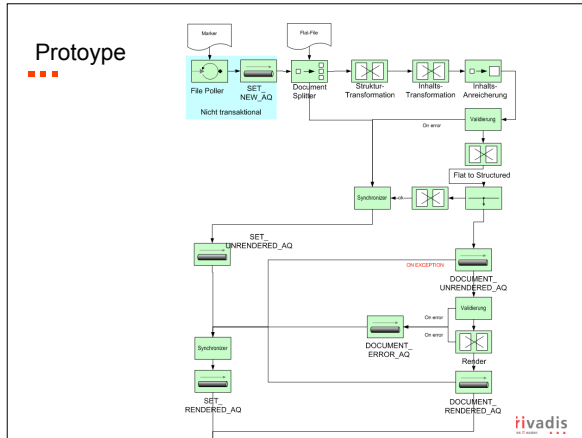 Protoype
Marker
Flat-File
File Poller
SET_
NEW_AQ
Nicht transaktional
Document
Splitter
Struktur-
Transformation
Inhalts-
Transformation
Inhalts-
Anreicherung
On error
Validierung
Flat to Structured
Synchronizer
ok
SET_
UNRENDERED_AQ
ON EXCEPTION
DOCUMENT_
UNRENDERED_AQ
Validierung
On error
On error
DOCUMENT_
ERROR_AQ
Render
Synchronizer
SET_
RENDERED_AQ
DOCUMENT_
RENDERED_AQ
rivadis